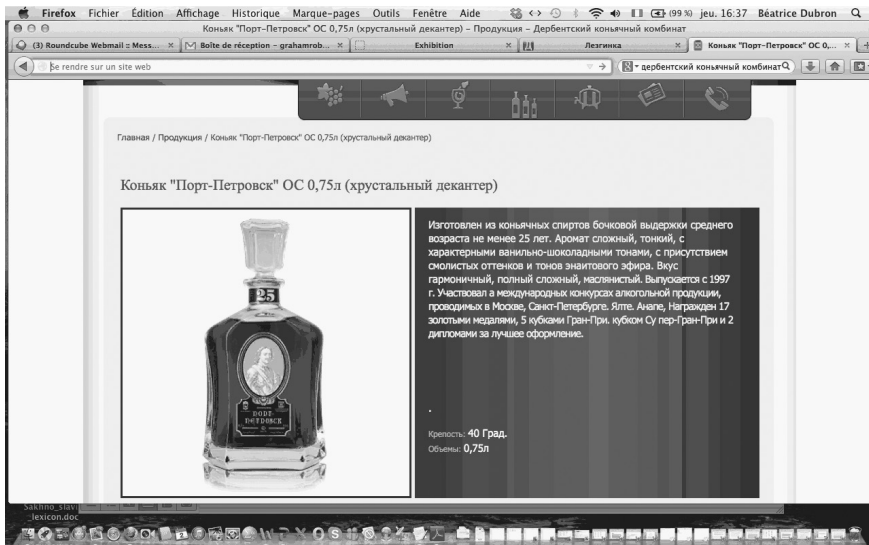 Firefox Fichier Édition Affichage Historique Marque-pages Outils Fenêtre Aide (99 %) jeu. 16:37 Béatrice Dubron
Коньяк "Порт-Петровск" ОС 0,75л (хрустальный декантер) – Продукция – Дербентский коньячный комбинат
(3) Roundcube Webmail :: Mess... × Boîte de réception – grahamrob... × Exhibition × Лезгинка × Коньяк "Порт-Петровск" ОС 0,... ×
Se rendre sur un site web дербентский коньячный комбинат
Главная / Продукция / Коньяк "Порт-Петровск" ОС 0,75л (хрустальный декантер)
Коньяк "Порт-Петровск" ОС 0,75л (хрустальный декантер)
25
ПОРТ-
ПЕТРОВСК
Изготовлен из коньячных спиртов бочковой выдержки среднего
возраста не менее 25 лет. Аромат сложный, тонкий, с
характерными ванильно-шоколадными тонами, с присутствием
смолистых оттенков и тонов энаитового эфира. Вкус
гармоничный, полный сложный, маслянистый. Выпускается с 1997
г. Участвовал а международных конкурсах алкогольной продукции,
проводимых в Москве, Санкт-Петербурге. Ялте. Анапе, Награжден 17
золотыми медалями, 5 кубками Гран-При. кубком Су пер-Гран-При и 2
дипломами за лучшее оформление.
.
Крепость: 40 Град.
Объемы: 0,75л
Sakhno_slavi
_lexicon.doc